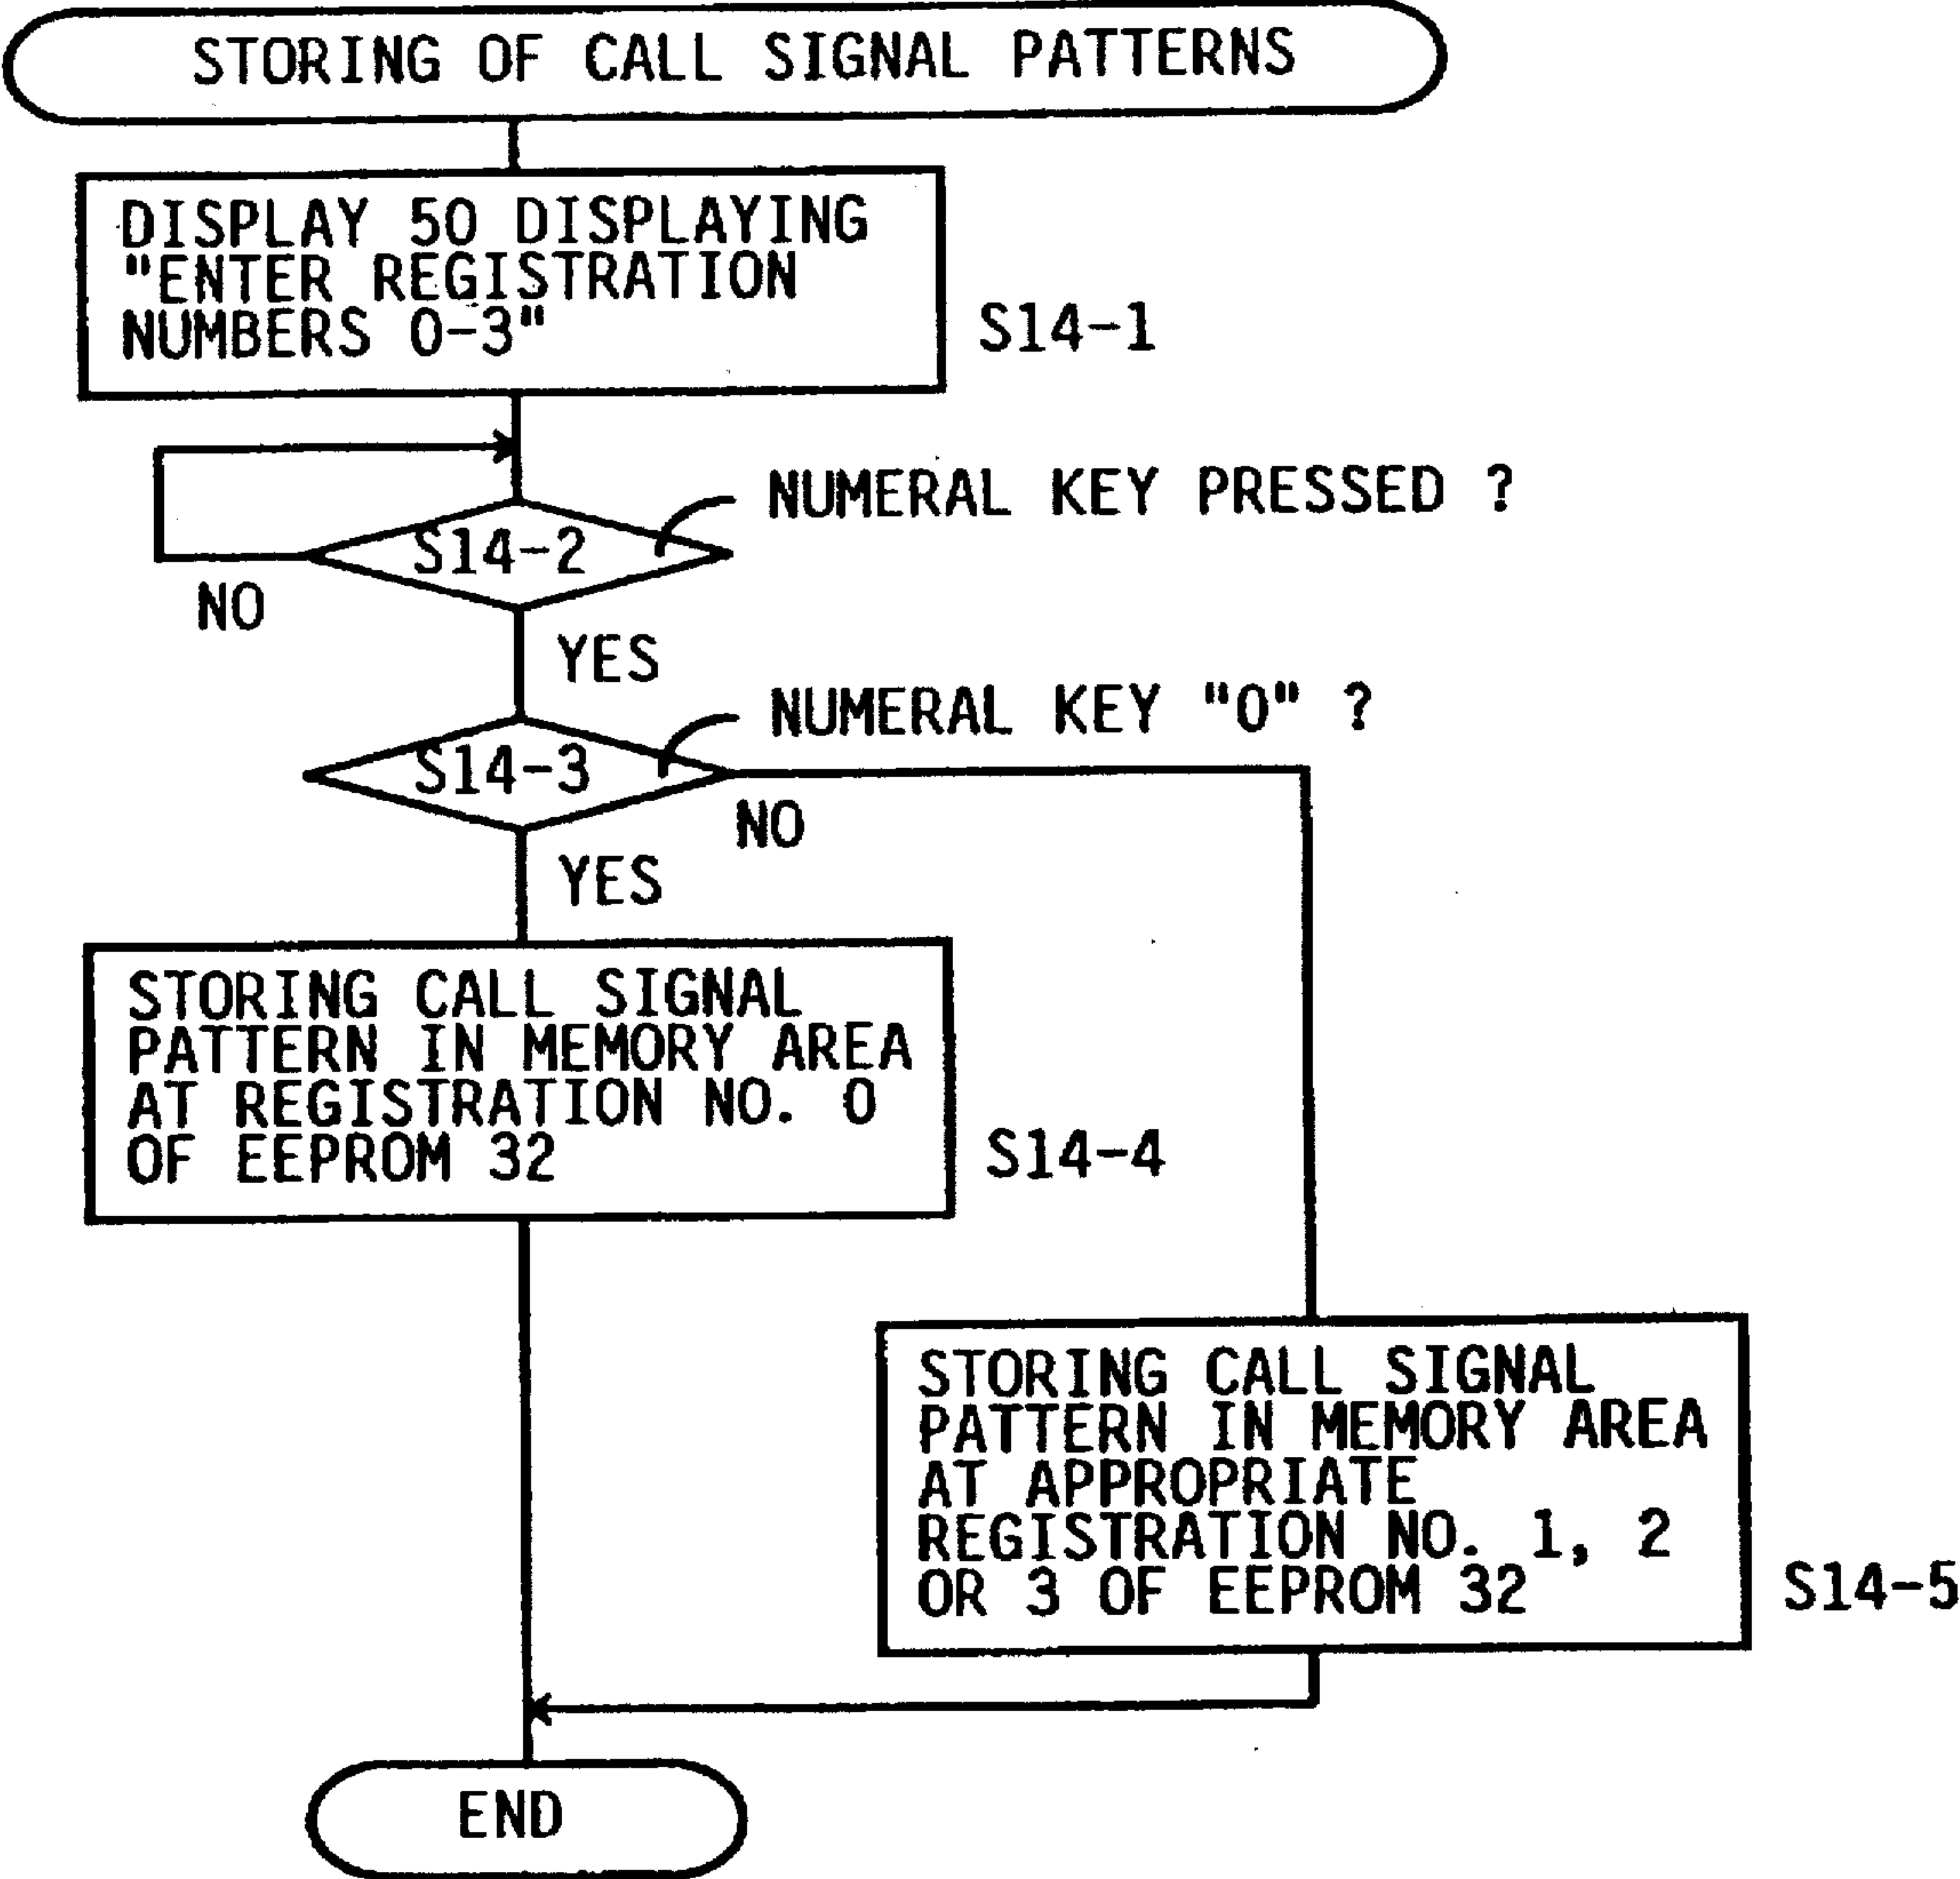 STORING OF CALL SIGNAL PATTERNS
DISPLAY 50 DISPLAYING
"ENTER REGISTRATION
NUMBERS 0-3"
S14-1
NUMERAL KEY PRESSED ?
S14-2
NO
YES
NUMERAL KEY "0" ?
S14-3
NO
YES
STORING CALL SIGNAL
PATTERN IN MEMORY AREA
AT REGISTRATION NO. 0
OF EEPROM 32
S14-4
STORING CALL SIGNAL
PATTERN IN MEMORY AREA
AT APPROPRIATE
REGISTRATION NO. 1, 2
OR 3 OF EEPROM 32
S14-5
END